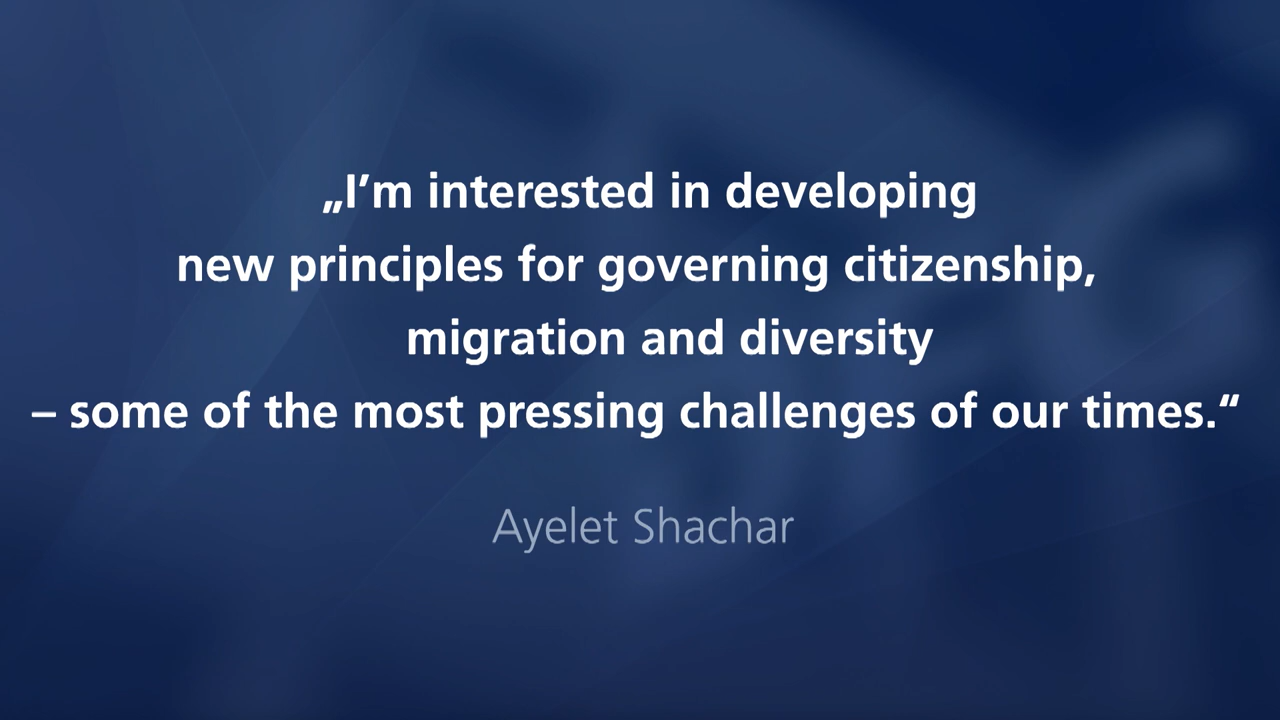 „I’m interested in developing
new principles for governing citizenship,
migration and diversity
– some of the most pressing challenges of our times.“
Ayelet Shachar